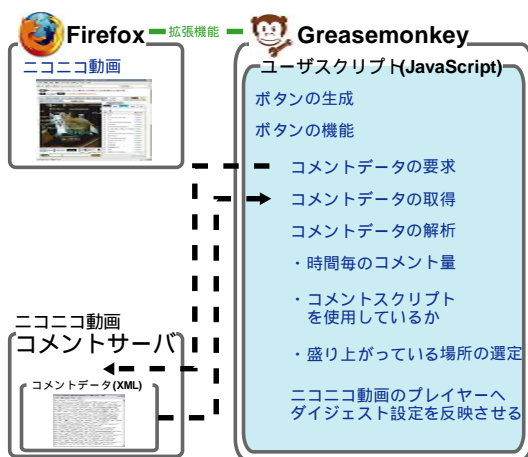 Firefox
拡張機能
Greasemonkey
ニコニコ動画
ユーザスクリプト(JavaScript)
ボタンの生成
ボタンの機能
コメントデータの要求
コメントデータの取得
コメントデータの解析
・時間毎のコメント量
・コメントスクリプト
を使用しているか
・盛り上がっている場所の選定
ニコニコ動画のプレイヤーへ
ダイジェスト設定を反映させる
ニコニコ動画
コメントサーバ
コメントデータ(XML)